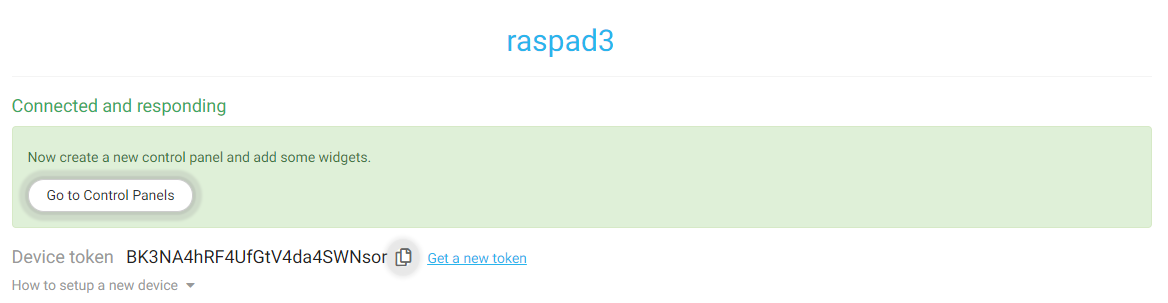 raspad3
Connected and responding
Now create a new control panel and add some widgets.
Go to Control Panels
Device token BK3NA4hRF4UfGtV4da4SWNsor Get a new token
How to setup a new device